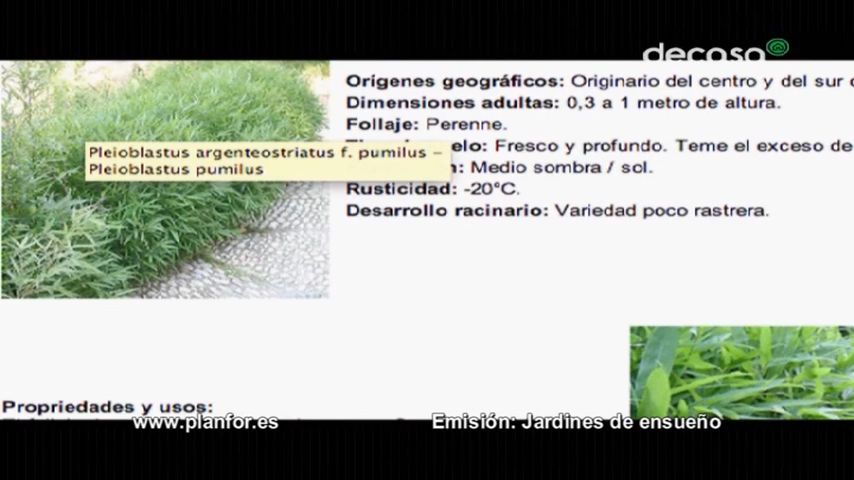 decasa
Orígenes geográficos: Originario del centro y del sur
Dimensiones adultas: 0,3 a 1 metro de altura.
Follaje: Perenne.
elo: Fresco y profundo. Teme el exceso de
Pleioblastus argenteostriatus f. pumilus –
Pleioblastus pumilus
n: Medio sombra / sol.
Rusticidad: -20°C.
Desarrollo racinario: Variedad poco rastrera.
Propriedades y usos:
www.planfor.es
Emisión: Jardines de ensueño